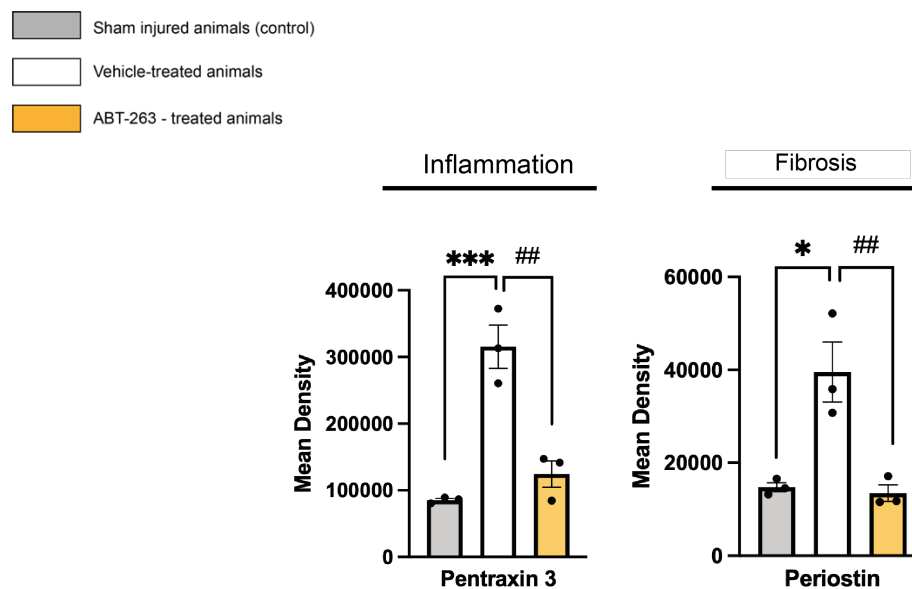 Sham injured animals (control)
Vehicle-treated animals
ABT-263 - treated animals
Inflammation
Fibrosis
*** ##
* ##
Mean Density
400000
300000
200000
100000
0
Pentraxin 3
Mean Density
60000
40000
20000
0
Periostin